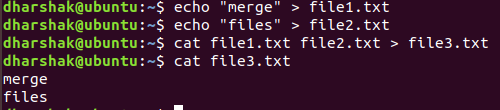 dharshak@ubuntu:~$ echo "merge" > file1.txt
dharshak@ubuntu:~$ echo "files" > file2.txt
dharshak@ubuntu:~$ cat file1.txt file2.txt > file3.txt
dharshak@ubuntu:~$ cat file3.txt
merge
files
dharshak@ubuntu:~$